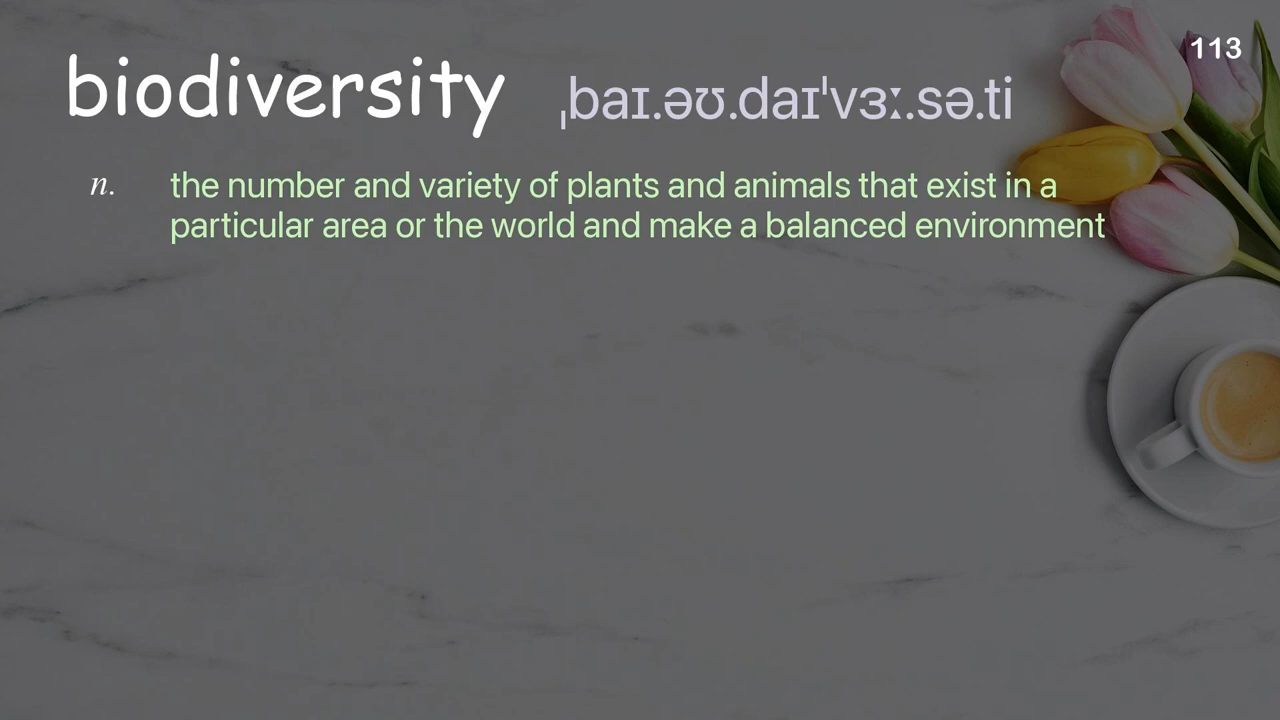 113
biodiversity ˌbaɪ.əʊ.daɪˈvɜː.sə.ti
n. the number and variety of plants and animals that exist in a
particular area or the world and make a balanced environment